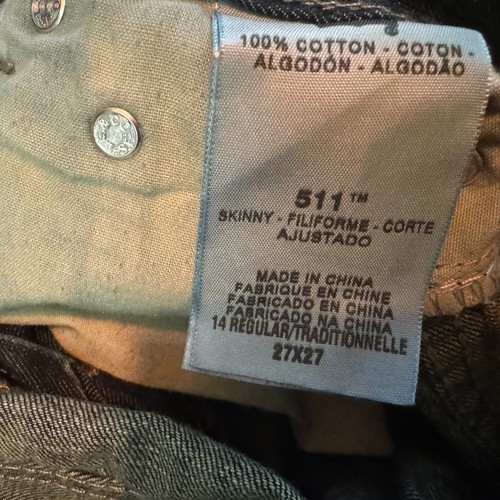 100% COTTON - COTON -
ALGODÓN - ALGODÃO
511™
SKINNY - FILIFORME - CORTE
AJUSTADO
MADE IN CHINA
FABRIQUE EN CHINE
FABRICADO EN CHINA
FABRICADO NA CHINA
14 REGULAR/TRADITIONNELLE
27X27